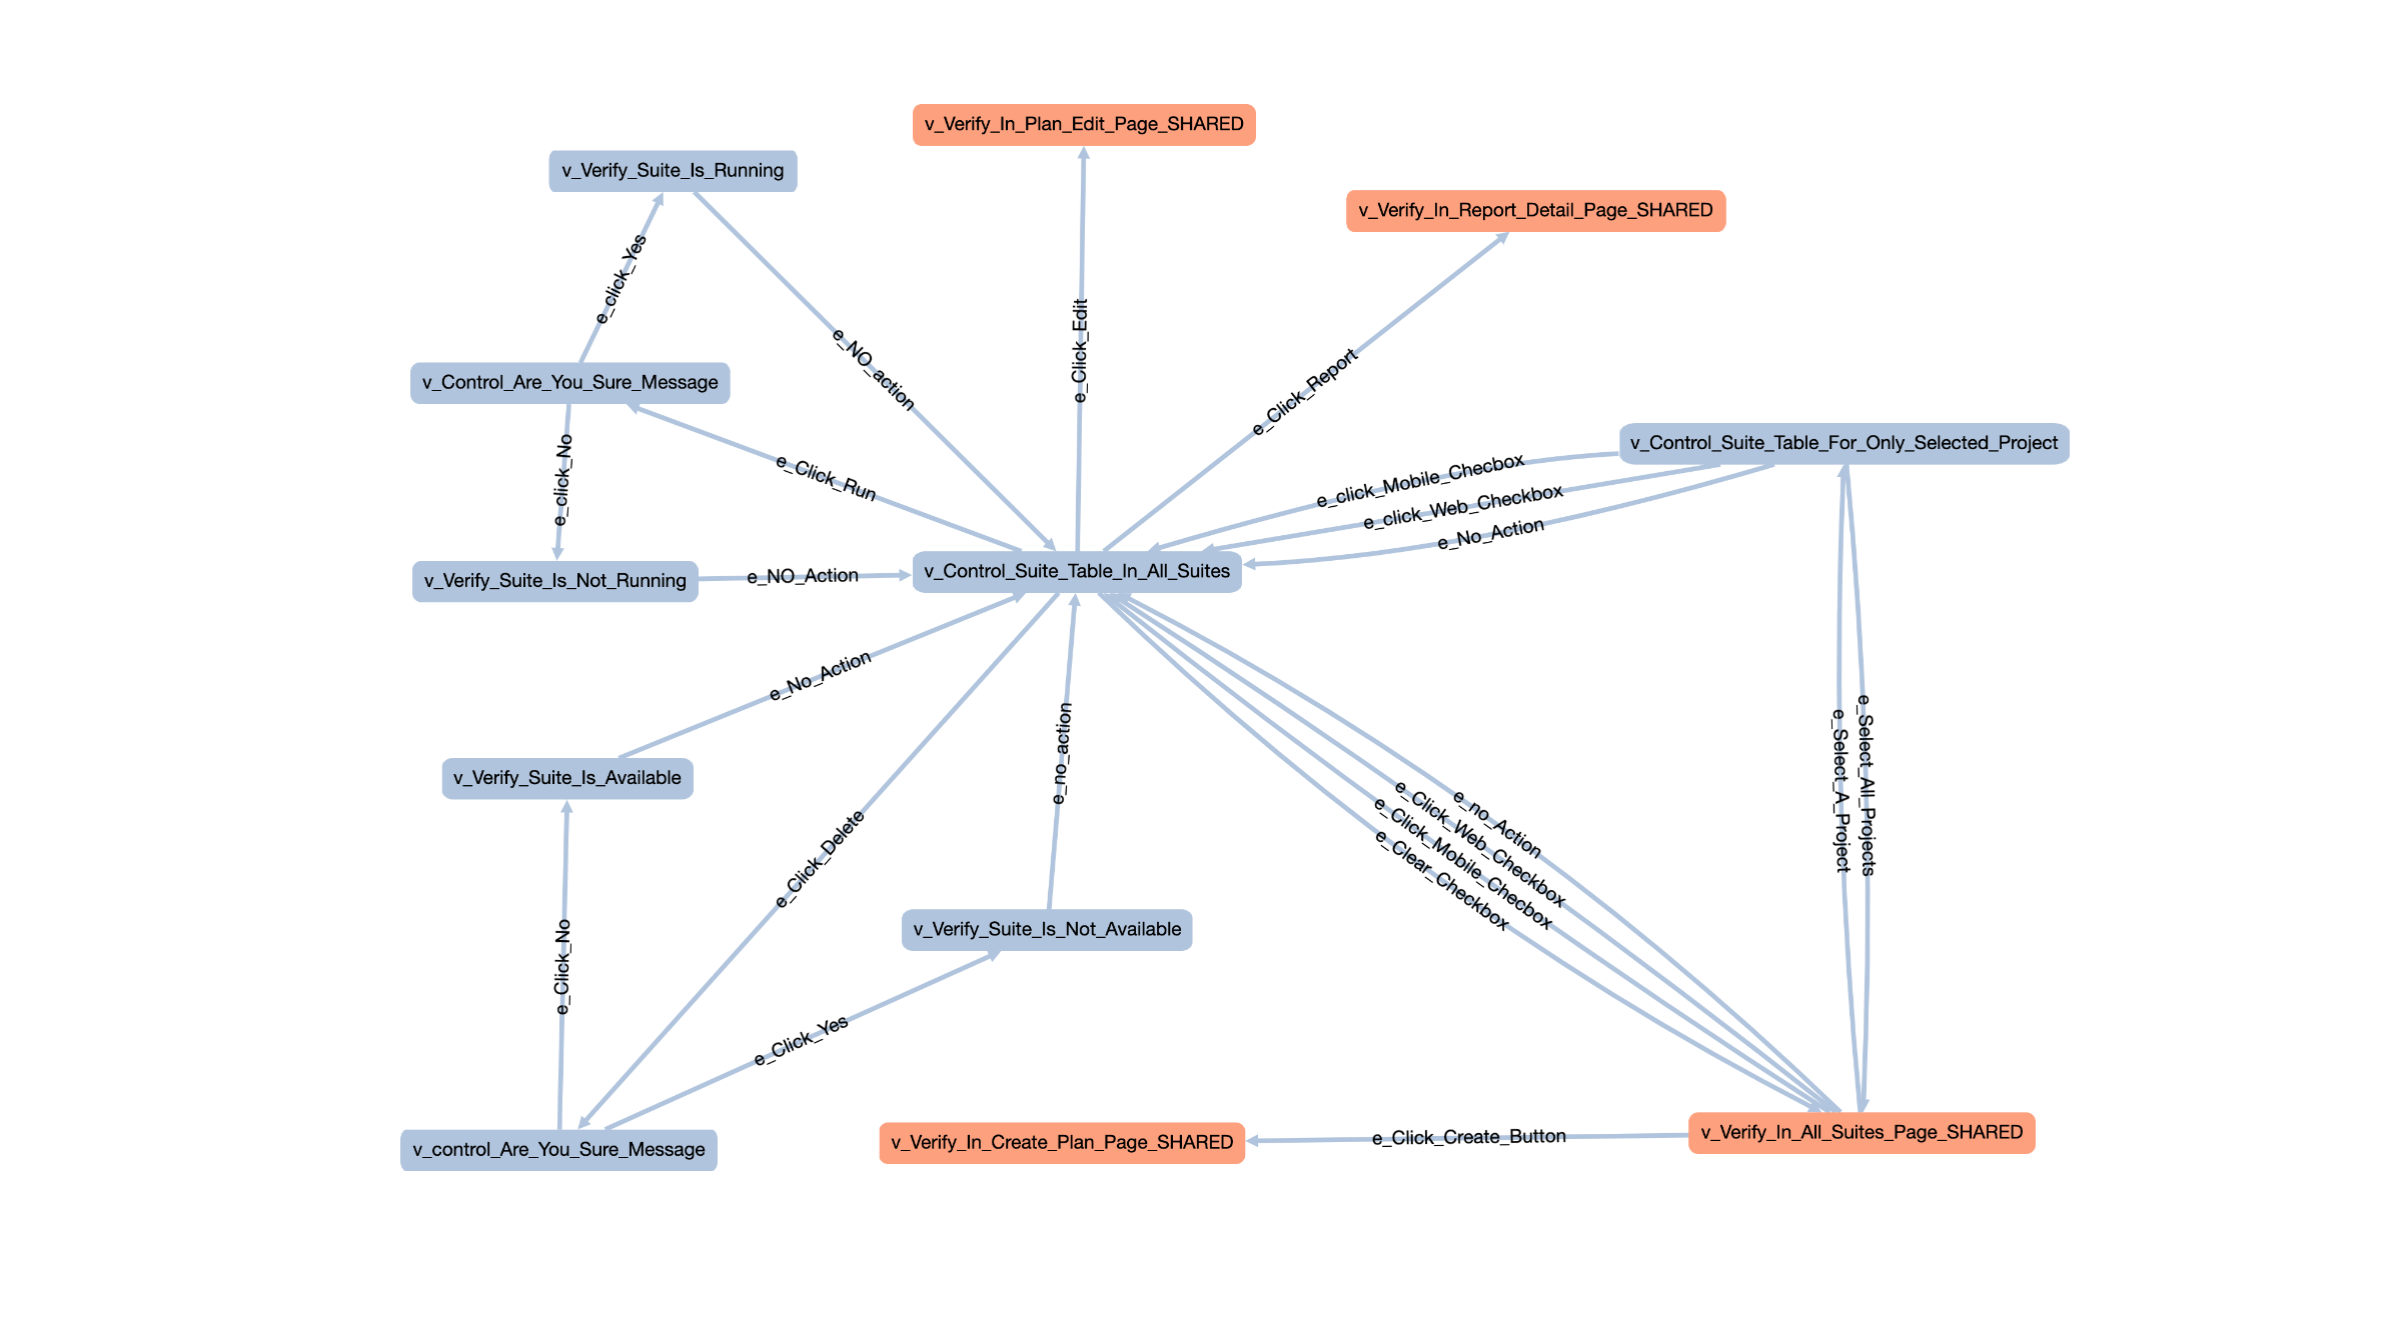 v_Verify_In_Plan_Edit_Page_SHARED
v_Verify_Suite_Is_Running
v_Verify_In_Report_Detail_Page_SHARED
e_click_Yes
e_NO_action
e_Click_Edit
e_Click_Report
v_Control_Are_You_Sure_Message
v_Control_Suite_Table_For_Only_Selected_Project
e_click_No
e_Click_Run
e_click_Mobile_Checbox
e_click_Web_Checkbox
e_No_Action
v_Verify_Suite_Is_Not_Running
e_NO_Action
v_Control_Suite_Table_In_All_Suites
e_No_Action
e_no_action
v_Verify_Suite_Is_Available
e_Select_A_Project
e_Select_All_Projects
e_no_Action
e_Click_Web_Checkbox
e_Click_Mobile_Checbox
e_Clear_Checkbox
e_Click_Delete
v_Verify_Suite_Is_Not_Available
e_Click_No
e_Click_Yes
v_control_Are_You_Sure_Message
v_Verify_In_Create_Plan_Page_SHARED
e_Click_Create_Button
v_Verify_In_All_Suites_Page_SHARED